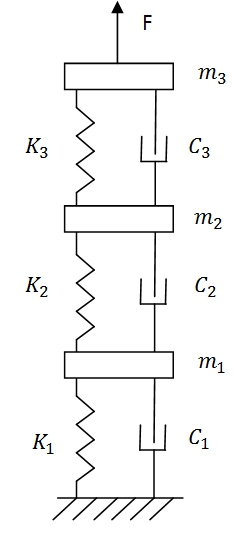 F
m₃
K₃ C₃
m₂
K₂ C₂
m₁
K₁ C₁